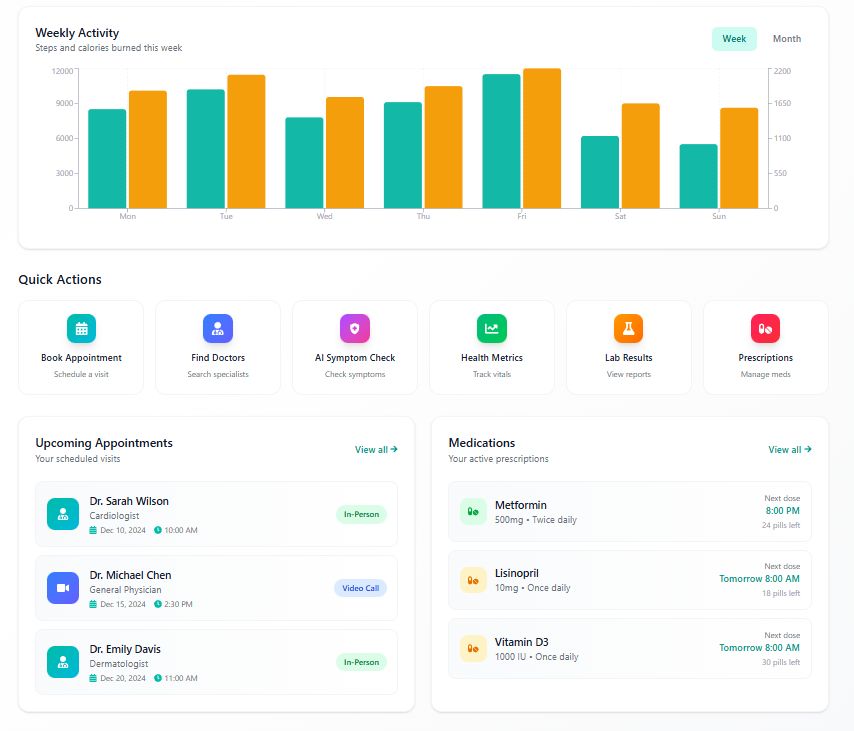 Weekly Activity
Steps and calories burned this week
Week
Month
12000
9000
6000
3000
0
2200
1650
1100
550
0
Mon
Tue
Wed
Thu
Fri
Sat
Sun
Quick Actions
Book Appointment
Schedule a visit
Find Doctors
Search specialists
AI Symptom Check
Check symptoms
Health Metrics
Track vitals
Lab Results
View reports
Prescriptions
Manage meds
Upcoming Appointments
Your scheduled visits
View all →
Dr. Sarah Wilson
Cardiologist
Dec 10, 2024 10:00 AM
In-Person
Dr. Michael Chen
General Physician
Dec 15, 2024 2:30 PM
Video Call
Dr. Emily Davis
Dermatologist
Dec 20, 2024 11:00 AM
In-Person
Medications
Your active prescriptions
View all →
Metformin
500mg • Twice daily
Next dose
8:00 PM
24 pills left
Lisinopril
10mg • Once daily
Next dose
Tomorrow 8:00 AM
18 pills left
Vitamin D3
1000 IU • Once daily
Next dose
Tomorrow 8:00 AM
30 pills left